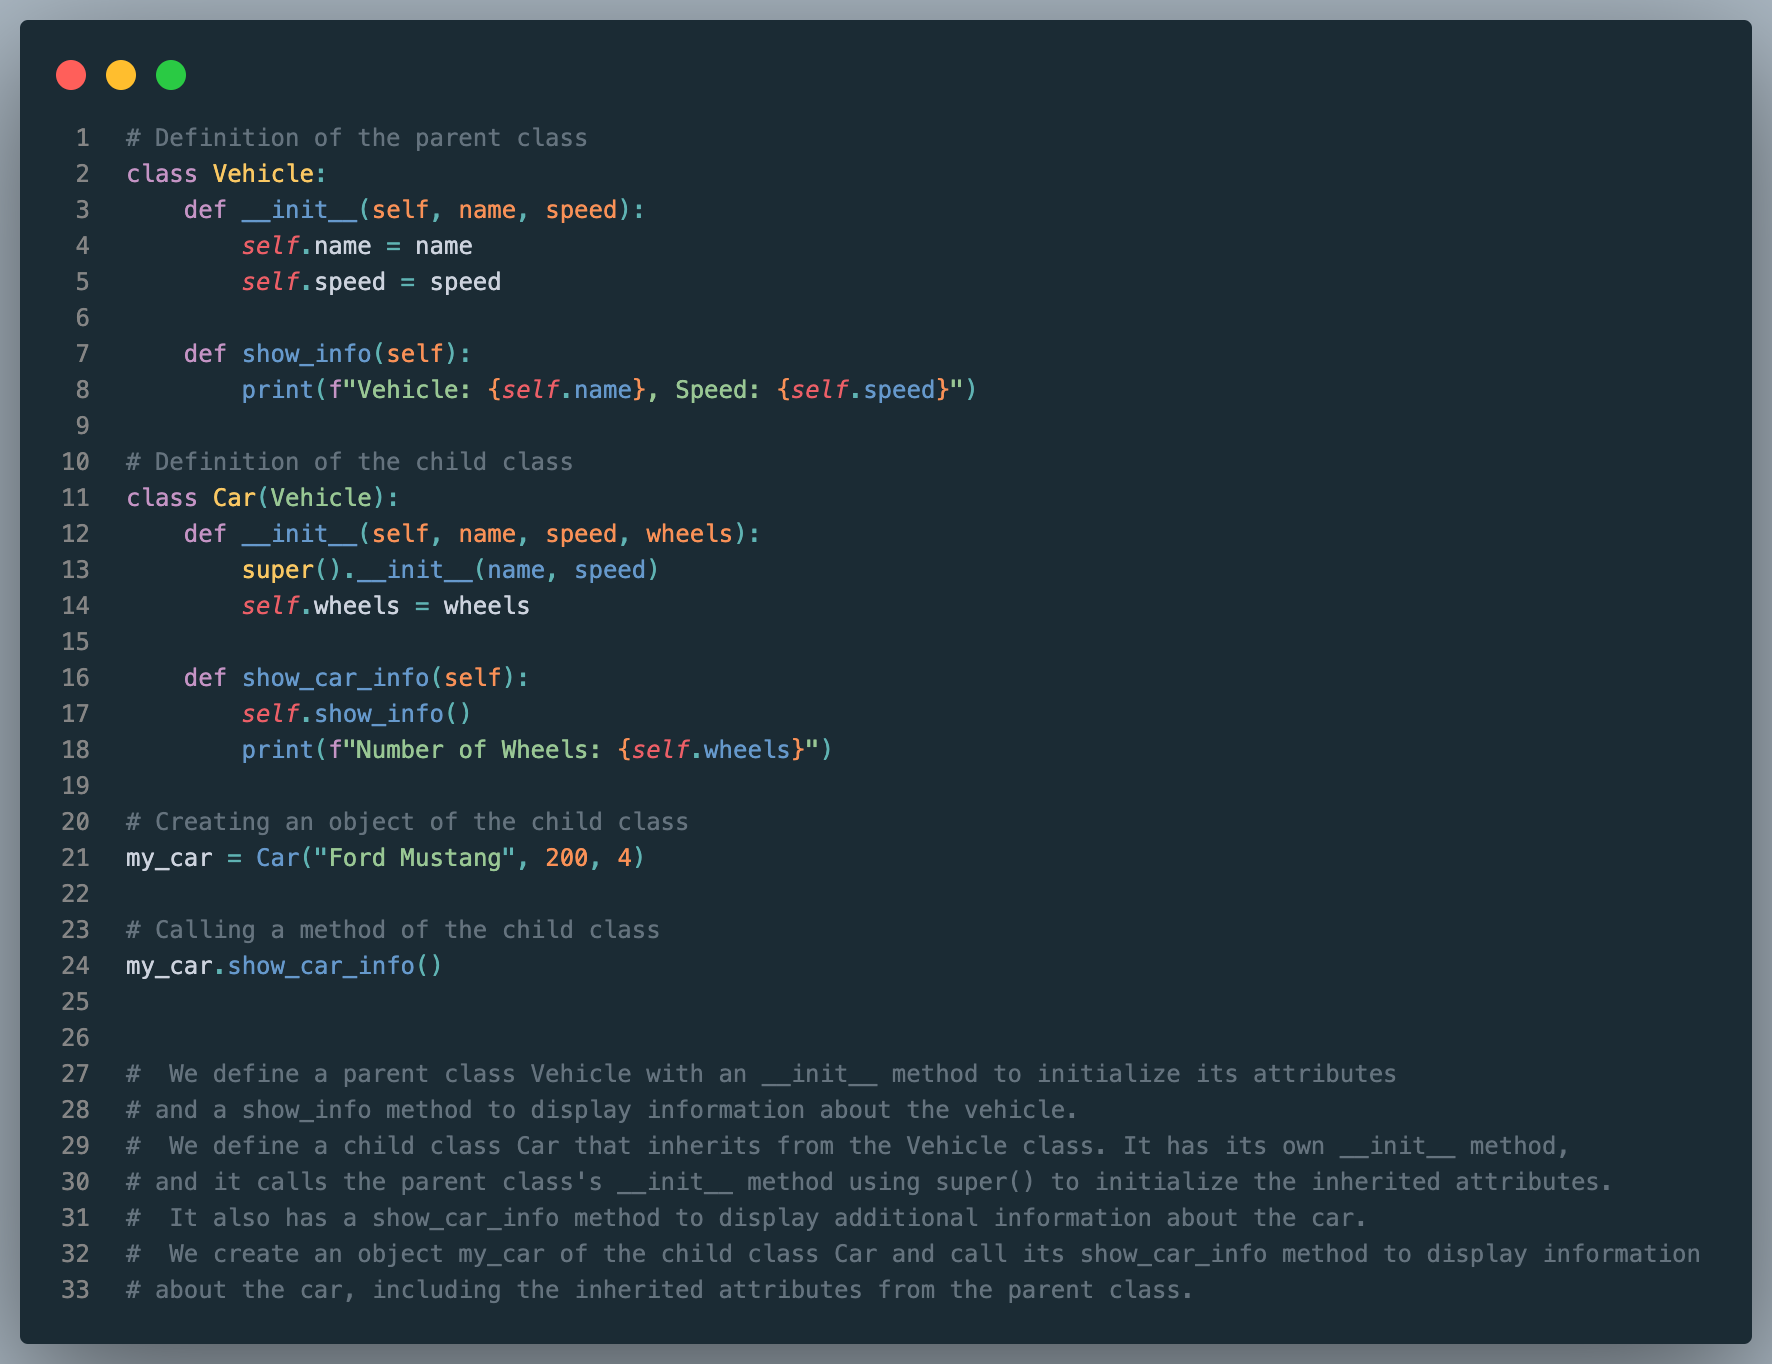 1 # Definition of the parent class
2 class Vehicle:
3     def __init__(self, name, speed):
4         self.name = name
5         self.speed = speed
6
7     def show_info(self):
8         print(f"Vehicle: {self.name}, Speed: {self.speed}")
9
10 # Definition of the child class
11 class Car(Vehicle):
12     def __init__(self, name, speed, wheels):
13         super().__init__(name, speed)
14         self.wheels = wheels
15
16     def show_car_info(self):
17         self.show_info()
18         print(f"Number of Wheels: {self.wheels}")
19
20 # Creating an object of the child class
21 my_car = Car("Ford Mustang", 200, 4)
22
23 # Calling a method of the child class
24 my_car.show_car_info()
25
26
27 #  We define a parent class Vehicle with an __init__ method to initialize its attributes
28 # and a show_info method to display information about the vehicle.
29 #  We define a child class Car that inherits from the Vehicle class. It has its own __init__ method,
30 # and it calls the parent class's __init__ method using super() to initialize the inherited attributes.
31 #  It also has a show_car_info method to display additional information about the car.
32 #  We create an object my_car of the child class Car and call its show_car_info method to display information
33 # about the car, including the inherited attributes from the parent class.